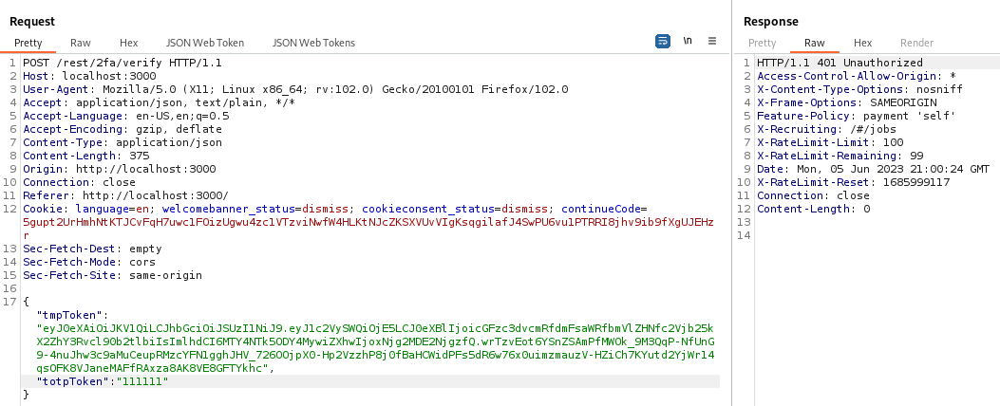 Request
Pretty Raw Hex JSON Web Token JSON Web Tokens \n
1 POST /rest/2fa/verify HTTP/1.1
2 Host: localhost:3000
3 User-Agent: Mozilla/5.0 (X11; Linux x86_64; rv:102.0) Gecko/20100101 Firefox/102.0
4 Accept: application/json, text/plain, */*
5 Accept-Language: en-US,en;q=0.5
6 Accept-Encoding: gzip, deflate
7 Content-Type: application/json
8 Content-Length: 375
9 Origin: http://localhost:3000
10 Connection: close
11 Referer: http://localhost:3000/
12 Cookie: language=en; welcomebanner_status=dismiss; cookieconsent_status=dismiss; continueCode=
5gupt2UrHmhNtKTJCvFqH7uwc1FOizUgwu4zc1VTzviNwfW4HLKtNJcZKSXVUvVIgKsqgilafJ4SwPU6vu1PTRRI8jhv9ib9fXgUJEHz
r
13 Sec-Fetch-Dest: empty
14 Sec-Fetch-Mode: cors
15 Sec-Fetch-Site: same-origin
16
17 {
"tmpToken":
"eyJ0eXAiOiJKV1QiLCJhbGciOiJSUzI1NiJ9.eyJ1c2VySWQiOjE5LCJ0eXBlIjoicGFzc3dvcmRfdmFsaWRfbmVlZHNfc2Vjb25k
X2ZhY3Rvcl90b2tlbiIsImlhdCI6MTY4NTk5ODY4MywiZXhwIjoxNjg2MDE2NjgzfQ.wrTzvEot6YSnZSAmPfMWOk_9M3QqP-NfUnG
9-4nuJhw3c9aMuCeupRMzcYFN1gghJHV_726OOjpX0-Hp2VzzhP8j0fBaHCWidPFs5dR6w76x0uimzmauzV-HZiCh7KYutd2YjWr14
qsOFK8VJaneMAFfRAxza8AK8VE8GFTYkhc",
"totpToken":"111111"
}
Response
Pretty Raw Hex Render
1 HTTP/1.1 401 Unauthorized
2 Access-Control-Allow-Origin: *
3 X-Content-Type-Options: nosniff
4 X-Frame-Options: SAMEORIGIN
5 Feature-Policy: payment 'self'
6 X-Recruiting: /#/jobs
7 X-RateLimit-Limit: 100
8 X-RateLimit-Remaining: 99
9 Date: Mon, 05 Jun 2023 21:00:24 GMT
10 X-RateLimit-Reset: 1685999117
11 Connection: close
12 Content-Length: 0
13
14